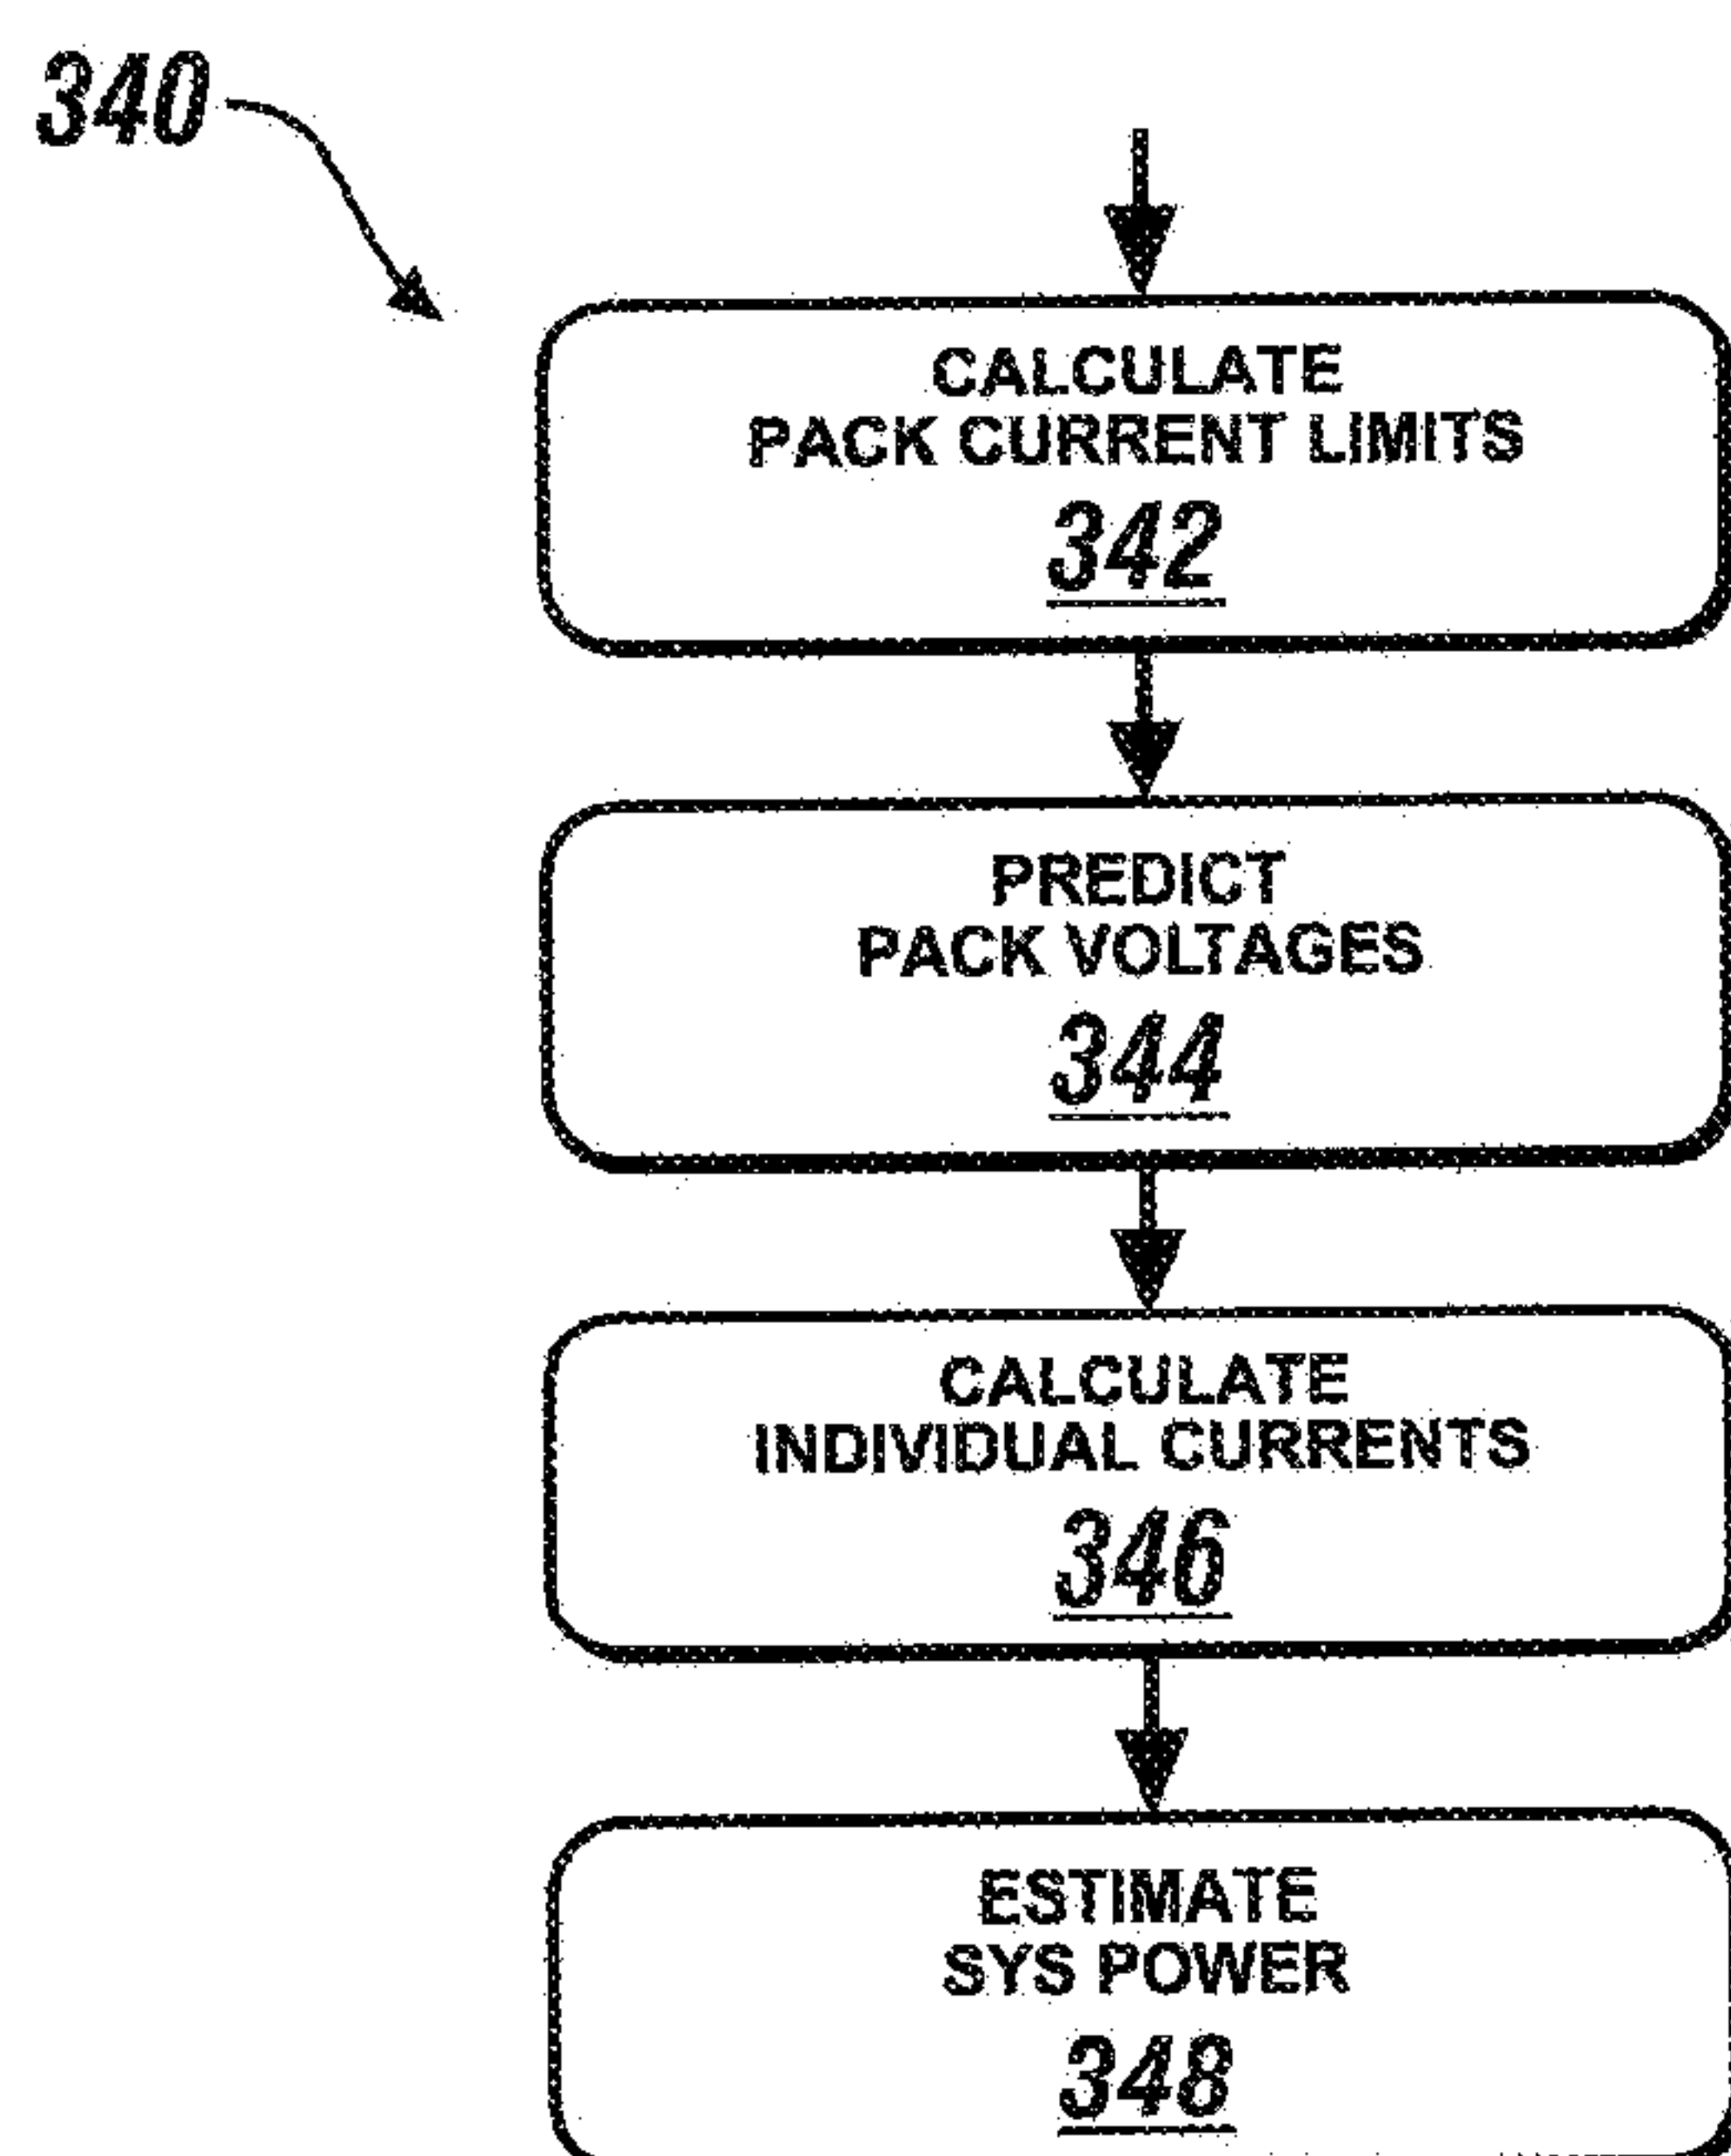 340
CALCULATE
PACK CURRENT LIMITS
342
PREDICT
PACK VOLTAGES
344
CALCULATE
INDIVIDUAL CURRENTS
346
ESTIMATE
SYS POWER
348